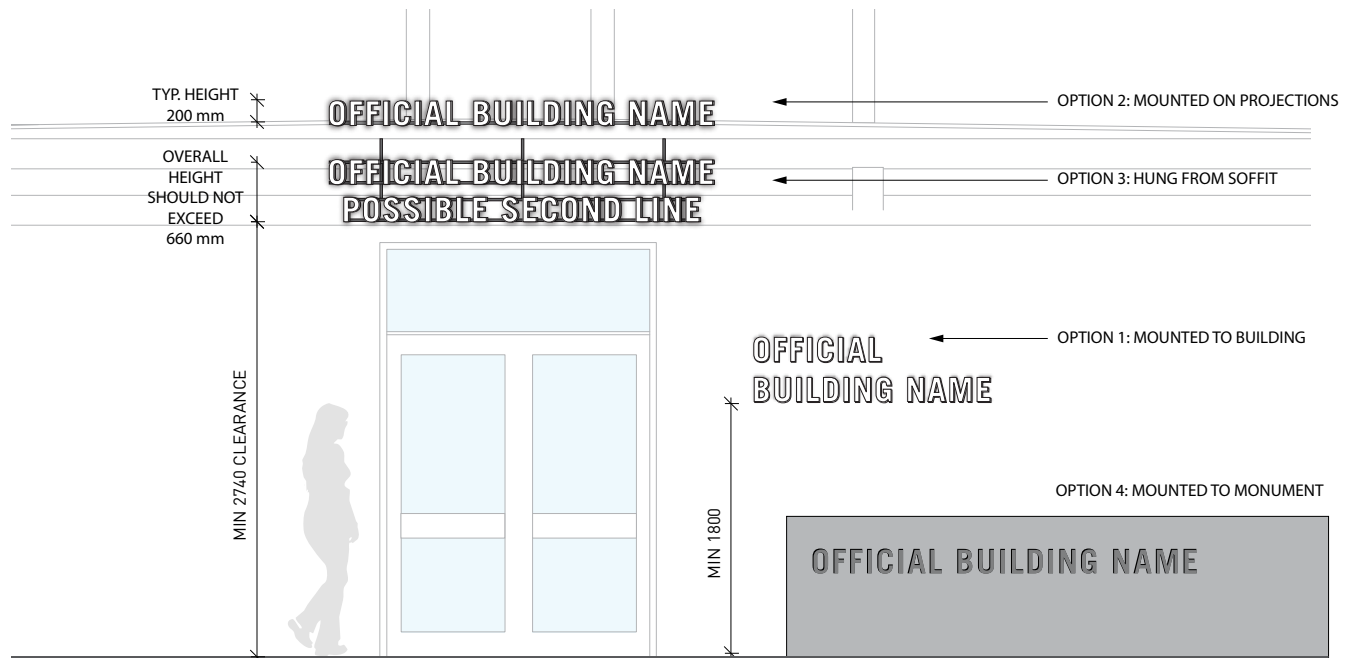 TYP. HEIGHT
200 mm
OFFICIAL BUILDING NAME
OPTION 2: MOUNTED ON PROJECTIONS
OVERALL
HEIGHT
SHOULD NOT
EXCEED
660 mm
OFFICIAL BUILDING NAME
POSSIBLE SECOND LINE
OPTION 3: HUNG FROM SOFFIT
OFFICIAL
BUILDING NAME
OPTION 1: MOUNTED TO BUILDING
MIN 2740 CLEARANCE
MIN 1800
OPTION 4: MOUNTED TO MONUMENT
OFFICIAL BUILDING NAME